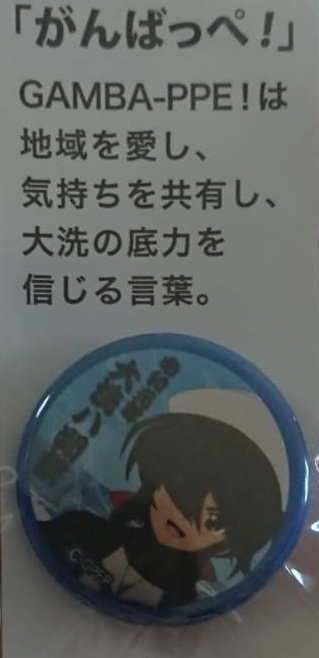 「がんばっぺ！」
GAMBA-PPE！は
地域を愛し、
気持ちを共有し、
大洗の底力を
信じる言葉。